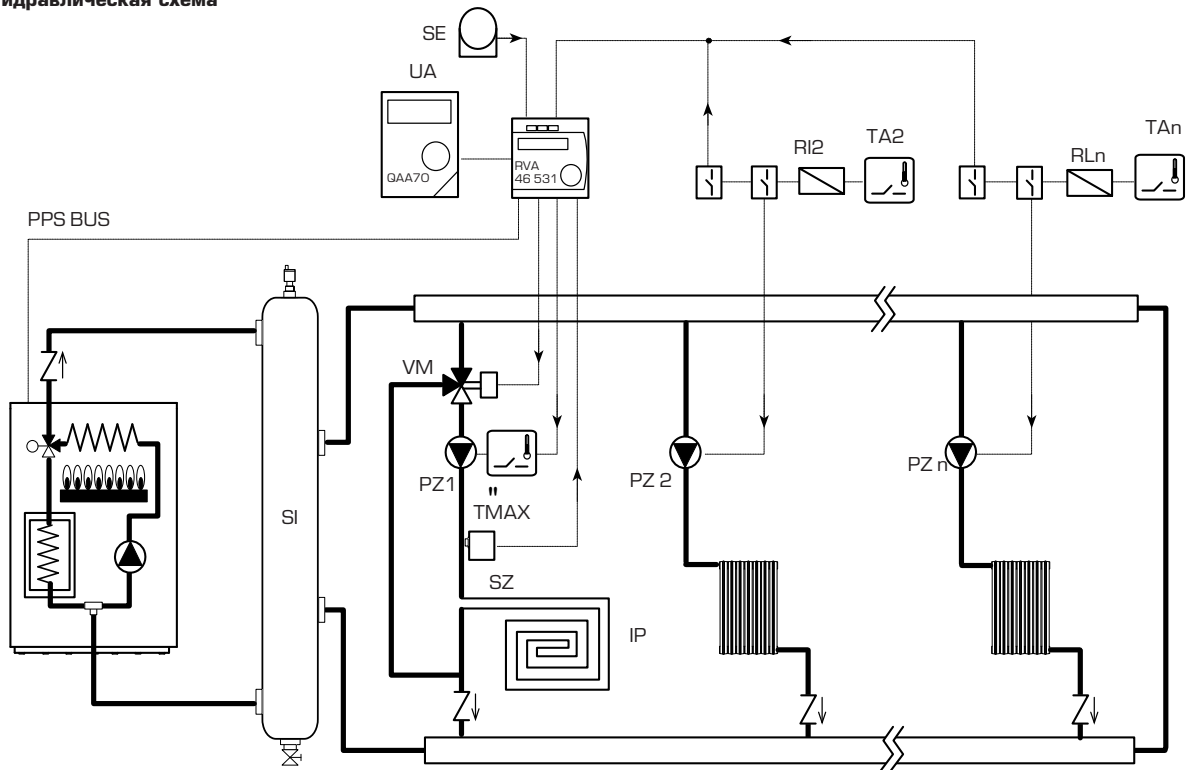 идравлическая схема
SE
UA
TAn
TA2
RI2
RLn
RVA
46 531
QAA70
PPS BUS
VM
PZ1
PZ 2
PZ n
"
TMAX
SI
SZ
IP